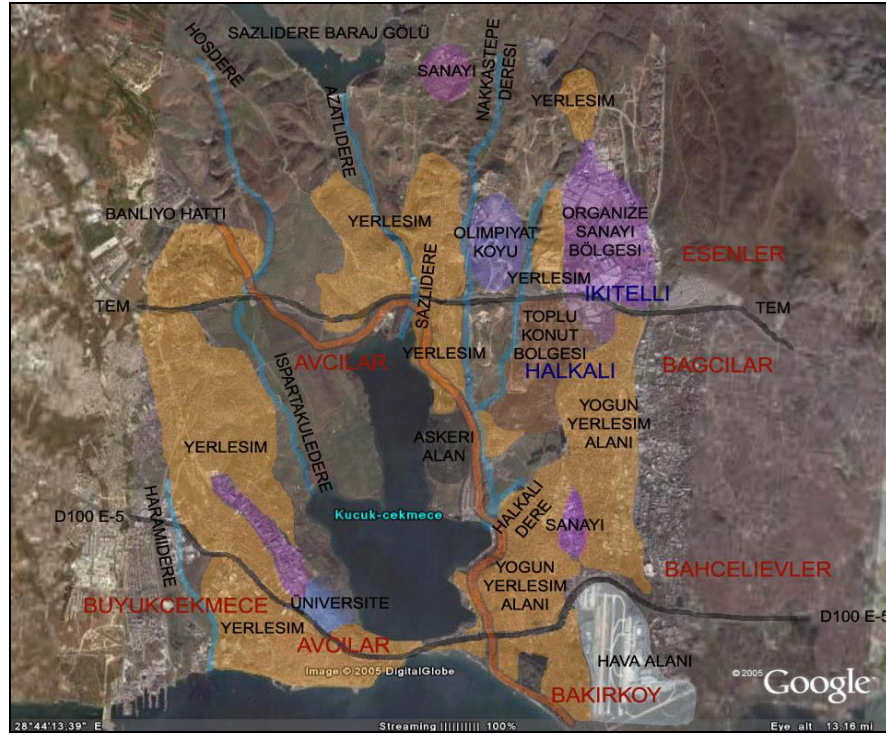 HOSDERE
SAZLIDERE BARAJ GÖLÜ
SANAYI
NAKKASTEPE
DERESI
AZATLIDERE
YERLESIM
BANLIYO HATTI
YERLESIM
OLIMPIYAT
KÖYU
ORGANIZE
SANAYI
BÖLGESI
ESENLER
YERLESIM
IKITELLI
TEM
TEM
SAZLIDERE
TOPLU
KONUT
BOLGESI
AVCILAR
YERLESIM
HALKALI
BAGCILAR
ISPARTAKULEDERE
YOGUN
YERLESIM
ALANI
ASKERI
ALAN
YERLESIM
HARAMIDERE
D100 E-5
Kucuk-cekmece
HALKALI
DERE
SANAYI
YOGUN
YERLESIM
ALANI
BAHCELIEVLER
BUYUKCEKMECE
ÜNIVERSITE
D100 E-5
YERLESIM
AVCILAR
HAVA ALANI
Image © 2005 DigitalGlobe
BAKIRKOY
©2005 Google
28°44'13.39" E
Streaming |||||||||| 100%
Eye alt 13.16 mi